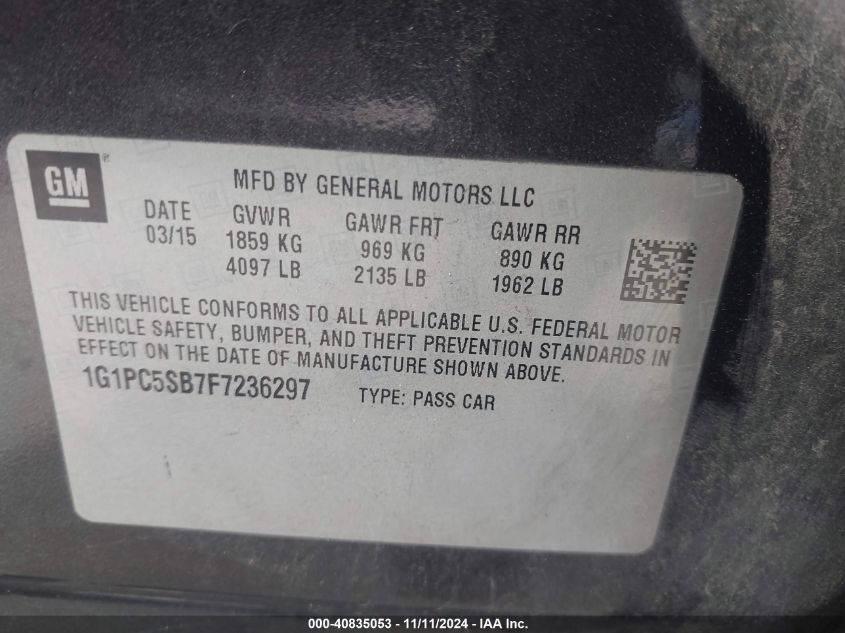 GM ®
MFD BY GENERAL MOTORS LLC
DATE GVWR GAWR FRT GAWR RR
03/15 1859 KG 969 KG 890 KG
4097 LB 2135 LB 1962 LB
THIS VEHICLE CONFORMS TO ALL APPLICABLE U.S. FEDERAL MOTOR
VEHICLE SAFETY, BUMPER, AND THEFT PREVENTION STANDARDS IN
EFFECT ON THE DATE OF MANUFACTURE SHOWN ABOVE.
1G1PC5SB7F7236297 TYPE: PASS CAR
000-40835053 - 11/11/2024 - IAA Inc.